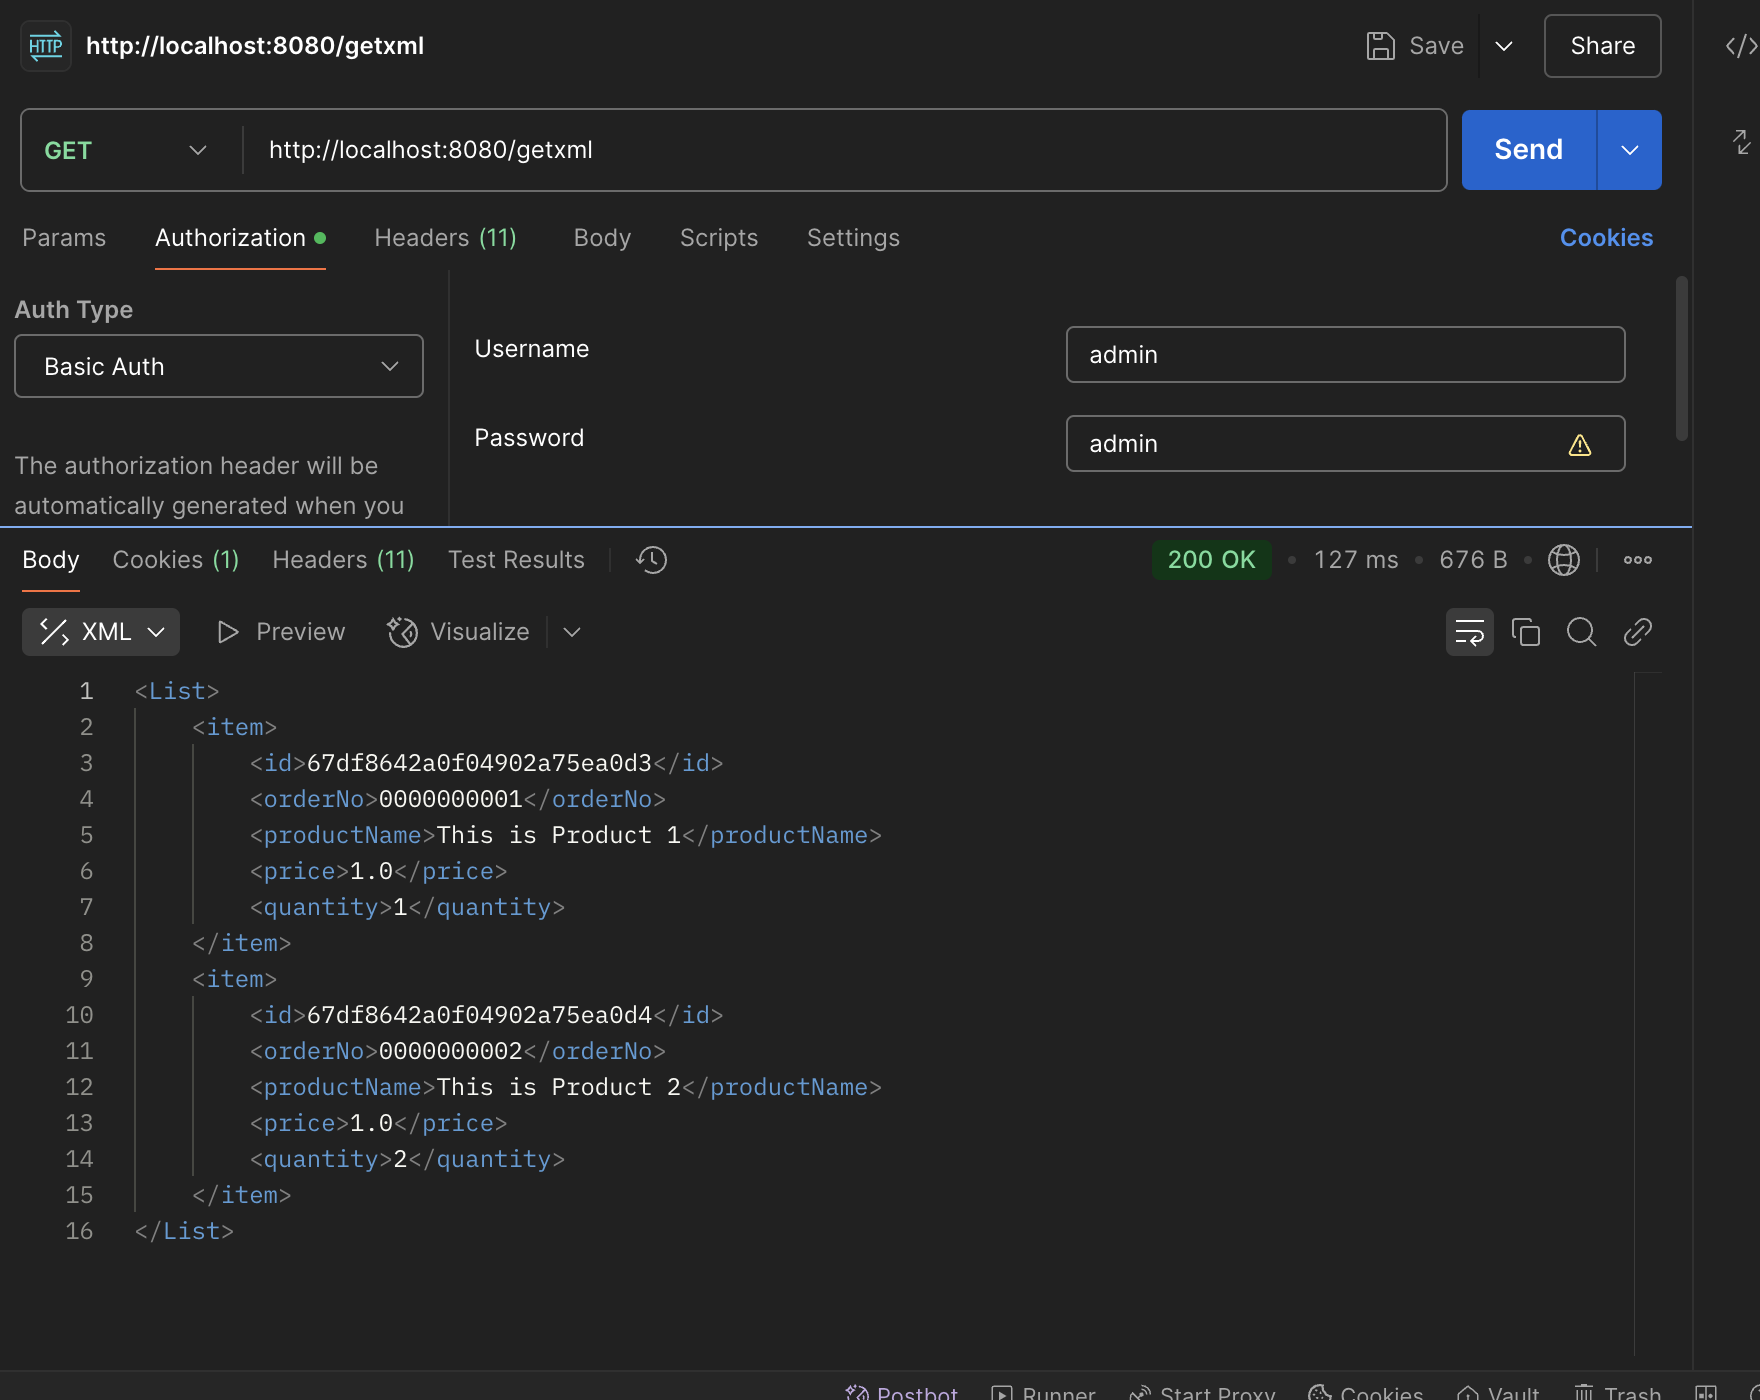 HTTP http://localhost:8080/getxml Save Share
GET http://localhost:8080/getxml Send
Params Authorization Headers (11) Body Scripts Settings Cookies
Auth Type
Basic Auth
The authorization header will be
automatically generated when you
Username admin
Password admin
Body Cookies (1) Headers (11) Test Results 200 OK • 127 ms • 676 B
XML Preview Visualize
1 <List>
2 <item>
3 <id>67df8642a0f04902a75ea0d3</id>
4 <orderNo>0000000001</orderNo>
5 <productName>This is Product 1</productName>
6 <price>1.0</price>
7 <quantity>1</quantity>
8 </item>
9 <item>
10 <id>67df8642a0f04902a75ea0d4</id>
11 <orderNo>0000000002</orderNo>
12 <productName>This is Product 2</productName>
13 <price>1.0</price>
14 <quantity>2</quantity>
15 </item>
16 </List>
Postbot Runner Start Proxy Cookies Vault Trash